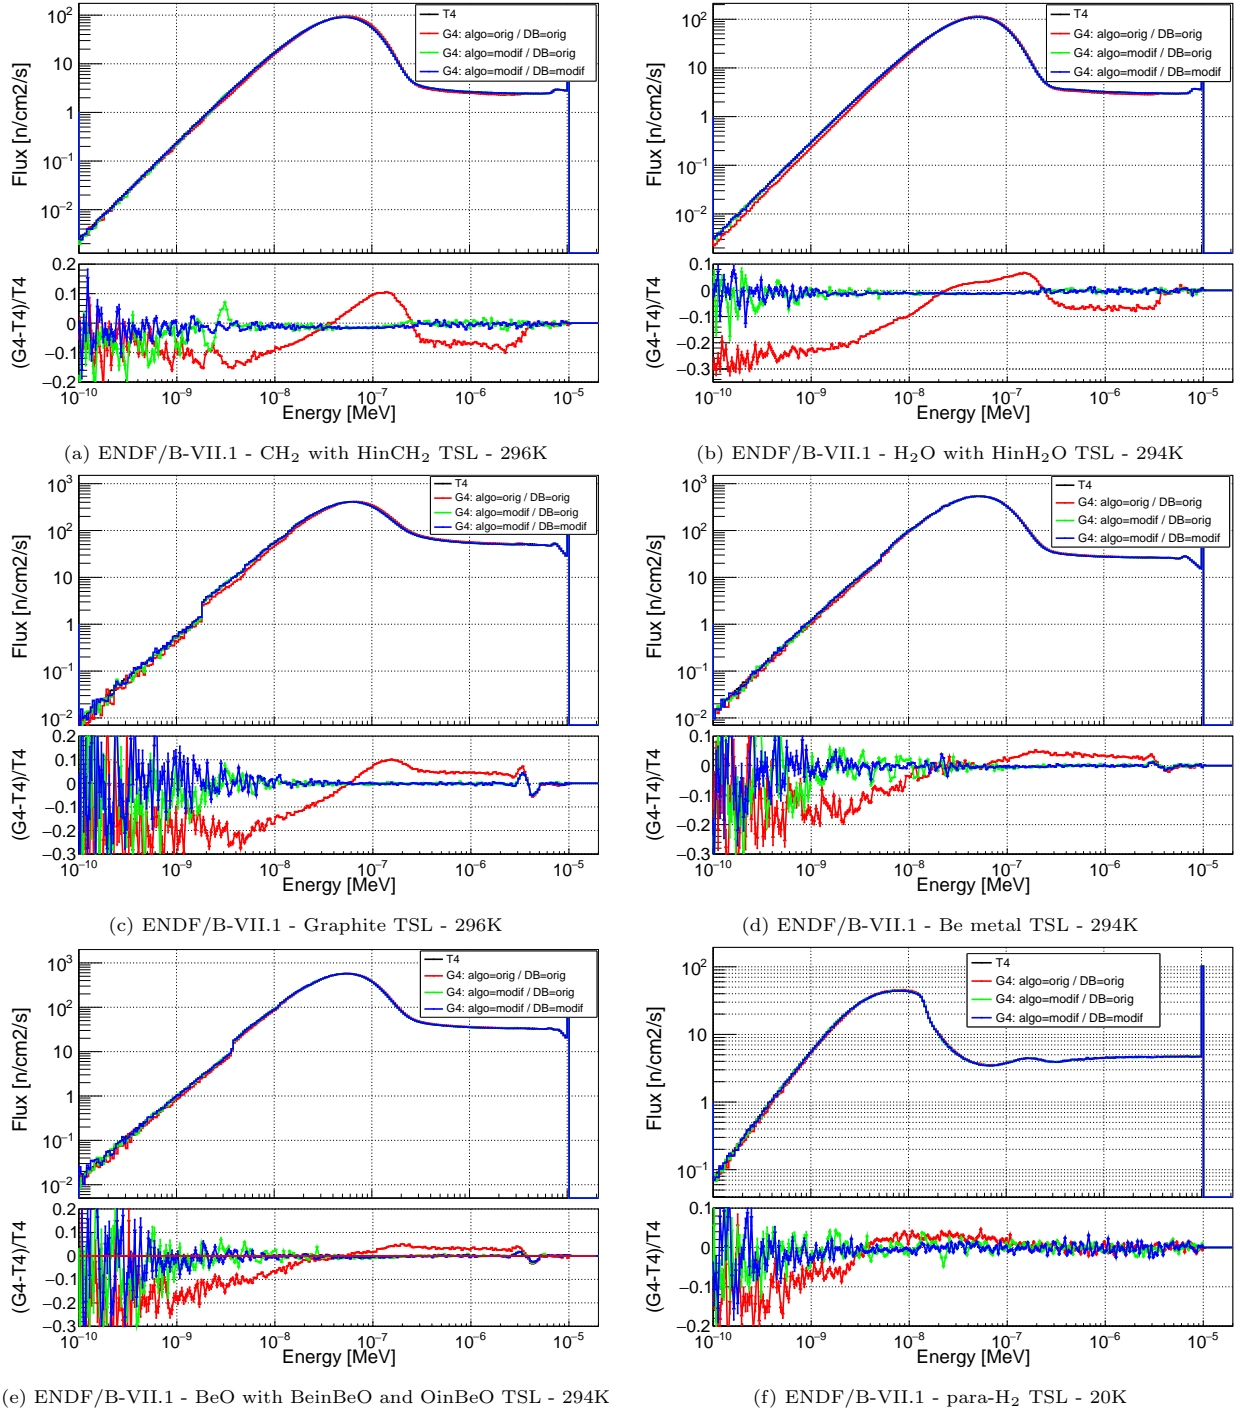 10² 10 1 10⁻¹ 10⁻²
Flux [n/cm2/s]
T4
G4: algo=orig / DB=orig
G4: algo=modif / DB=orig
G4: algo=modif / DB=modif
0.2 0.1 0 −0.1 −0.2
(G4-T4)/T4
10⁻¹⁰ 10⁻⁹ 10⁻⁸ 10⁻⁷ 10⁻⁶ 10⁻⁵
Energy [MeV]
(a) ENDF/B-VII.1 - CH₂ with HinCH₂ TSL - 296K
10² 10 1 10⁻¹ 10⁻²
Flux [n/cm2/s]
T4
G4: algo=orig / DB=orig
G4: algo=modif / DB=orig
G4: algo=modif / DB=modif
0.1 0 −0.1 −0.2 −0.3
(G4-T4)/T4
10⁻¹⁰ 10⁻⁹ 10⁻⁸ 10⁻⁷ 10⁻⁶ 10⁻⁵
Energy [MeV]
(b) ENDF/B-VII.1 - H₂O with HinH₂O TSL - 294K
10³ 10² 10 1 10⁻¹ 10⁻²
Flux [n/cm2/s]
T4
G4: algo=orig / DB=orig
G4: algo=modif / DB=orig
G4: algo=modif / DB=modif
0.2 0.1 0 −0.1 −0.2 −0.3
(G4-T4)/T4
10⁻¹⁰ 10⁻⁹ 10⁻⁸ 10⁻⁷ 10⁻⁶ 10⁻⁵
Energy [MeV]
(c) ENDF/B-VII.1 - Graphite TSL - 296K
10³ 10² 10 1 10⁻¹ 10⁻²
Flux [n/cm2/s]
T4
G4: algo=orig / DB=orig
G4: algo=modif / DB=orig
G4: algo=modif / DB=modif
0.1 0 −0.1 −0.2 −0.3
(G4-T4)/T4
10⁻¹⁰ 10⁻⁹ 10⁻⁸ 10⁻⁷ 10⁻⁶ 10⁻⁵
Energy [MeV]
(d) ENDF/B-VII.1 - Be metal TSL - 294K
10³ 10² 10 1 10⁻¹ 10⁻²
Flux [n/cm2/s]
T4
G4: algo=orig / DB=orig
G4: algo=modif / DB=orig
G4: algo=modif / DB=modif
0.2 0.1 0 −0.1 −0.2 −0.3
(G4-T4)/T4
10⁻¹⁰ 10⁻⁹ 10⁻⁸ 10⁻⁷ 10⁻⁶ 10⁻⁵
Energy [MeV]
(e) ENDF/B-VII.1 - BeO with BeinBeO and OinBeO TSL - 294K
10² 10 1 10⁻¹
Flux [n/cm2/s]
T4
G4: algo=orig / DB=orig
G4: algo=modif / DB=orig
G4: algo=modif / DB=modif
0.1 0 −0.1 −0.2
(G4-T4)/T4
10⁻¹⁰ 10⁻⁹ 10⁻⁸ 10⁻⁷ 10⁻⁶ 10⁻⁵
Energy [MeV]
(f) ENDF/B-VII.1 - para-H₂ TSL - 20K